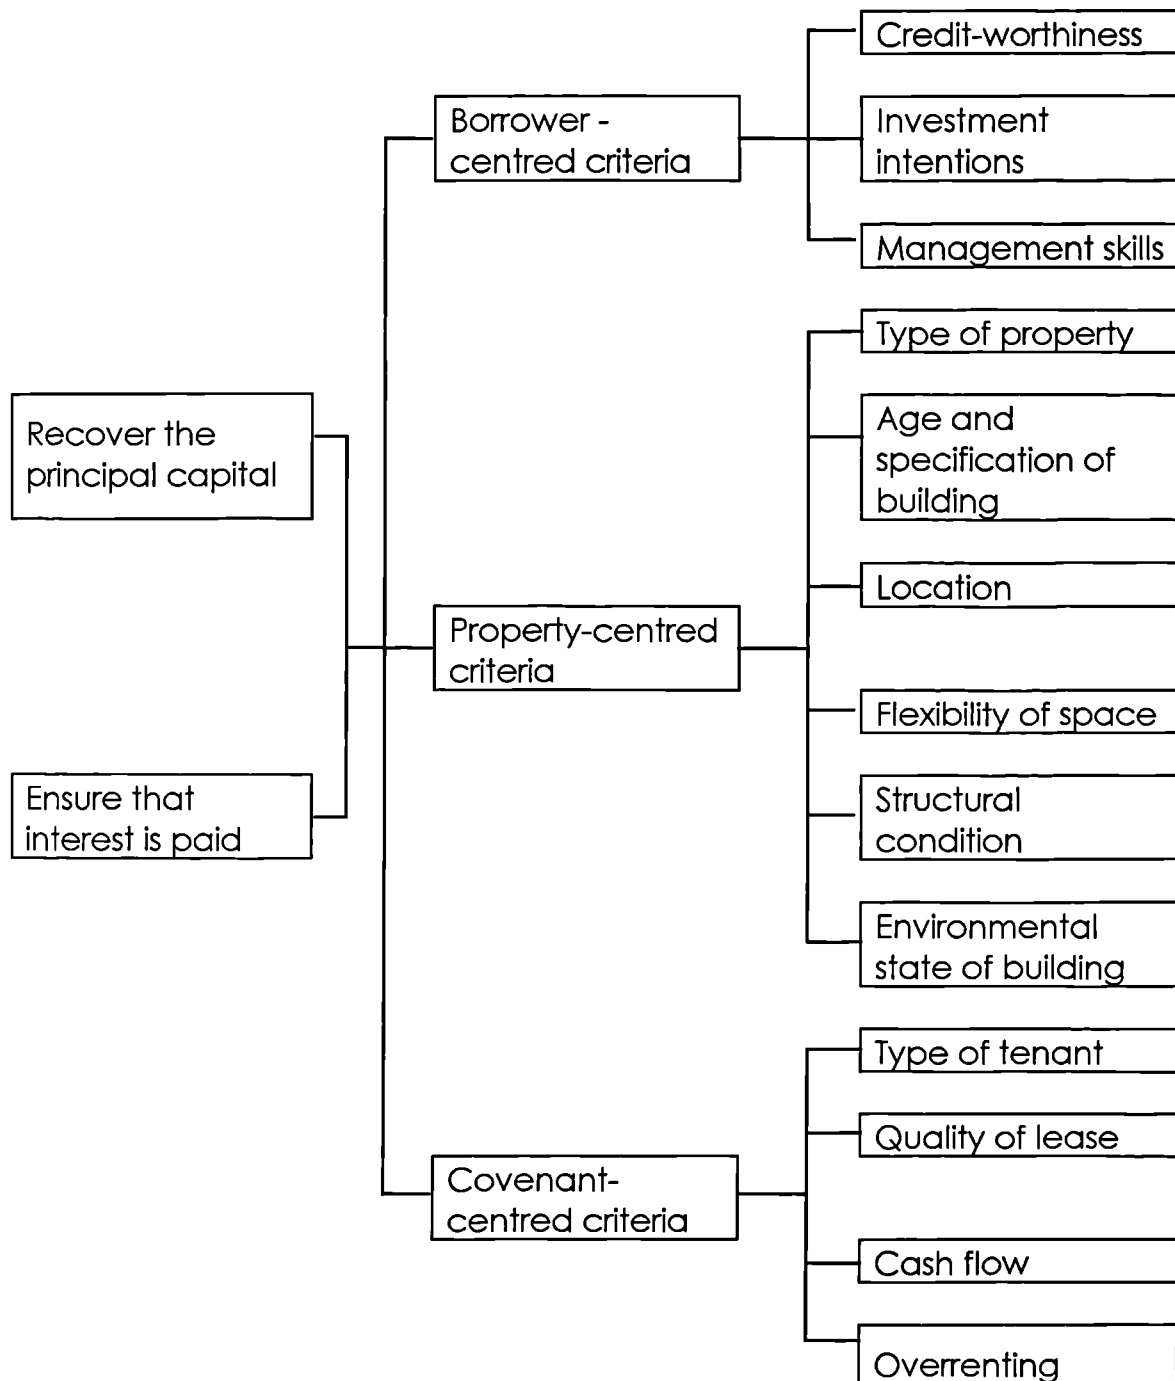 Recover the
principal capital
Ensure that
interest is paid
Borrower -
centred criteria
Property-centred
criteria
Covenant-
centred criteria
Credit-worthiness
Investment
intentions
Management skills
Type of property
Age and
specification of
building
Location
Flexibility of space
Structural
condition
Environmental
state of building
Type of tenant
Quality of lease
Cash flow
Overrenting